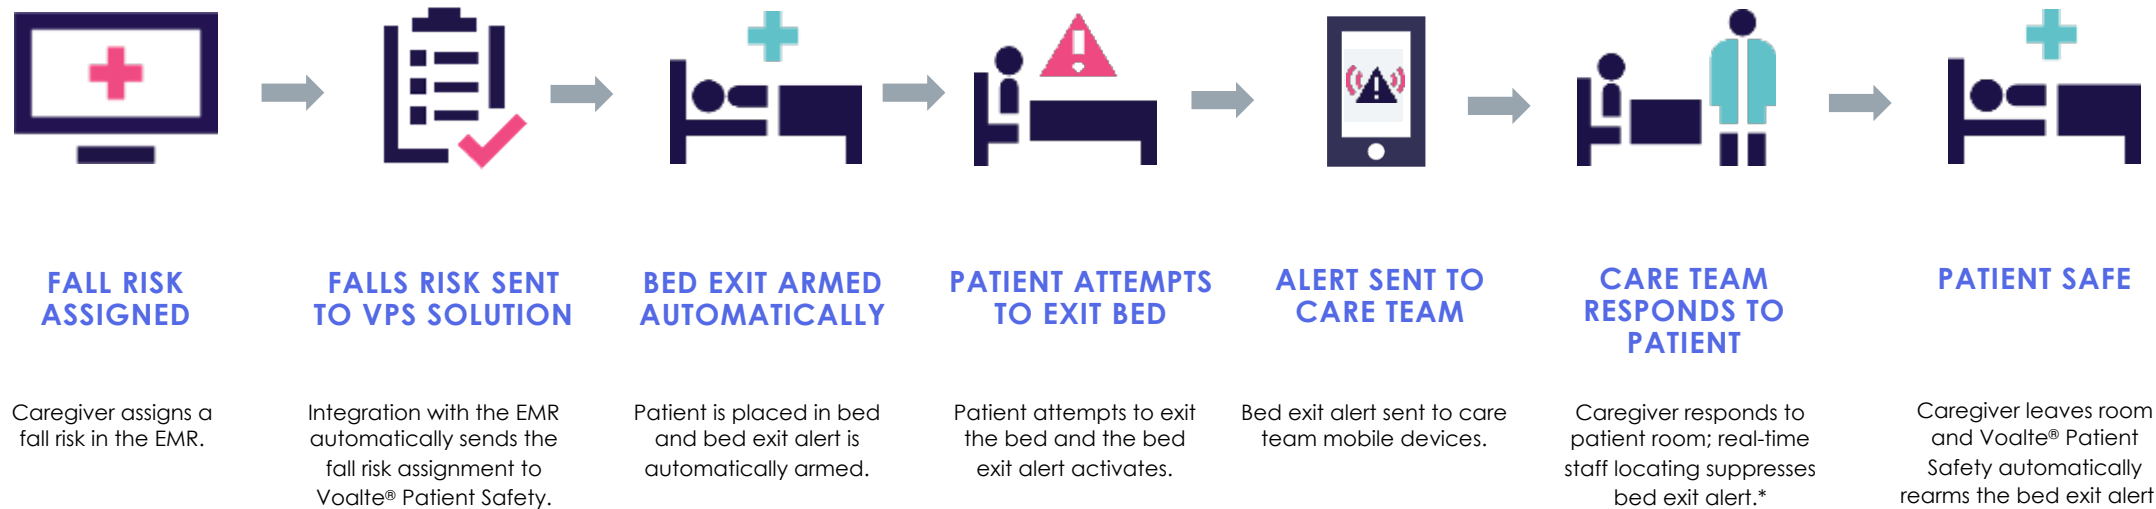 FALL RISK
ASSIGNED
Caregiver assigns a
fall risk in the EMR.
FALLS RISK SENT
TO VPS SOLUTION
Integration with the EMR
automatically sends the
fall risk assignment to
Voalte® Patient Safety.
BED EXIT ARMED
AUTOMATICALLY
Patient is placed in bed
and bed exit alert is
automatically armed.
PATIENT ATTEMPTS
TO EXIT BED
Patient attempts to exit
the bed and the bed
exit alert activates.
ALERT SENT TO
CARE TEAM
Bed exit alert sent to care
team mobile devices.
CARE TEAM
RESPONDS TO
PATIENT
Caregiver responds to
patient room; real-time
staff locating suppresses
bed exit alert.*
PATIENT SAFE
Caregiver leaves room
and Voalte® Patient
Safety automatically
rearms the bed exit alert